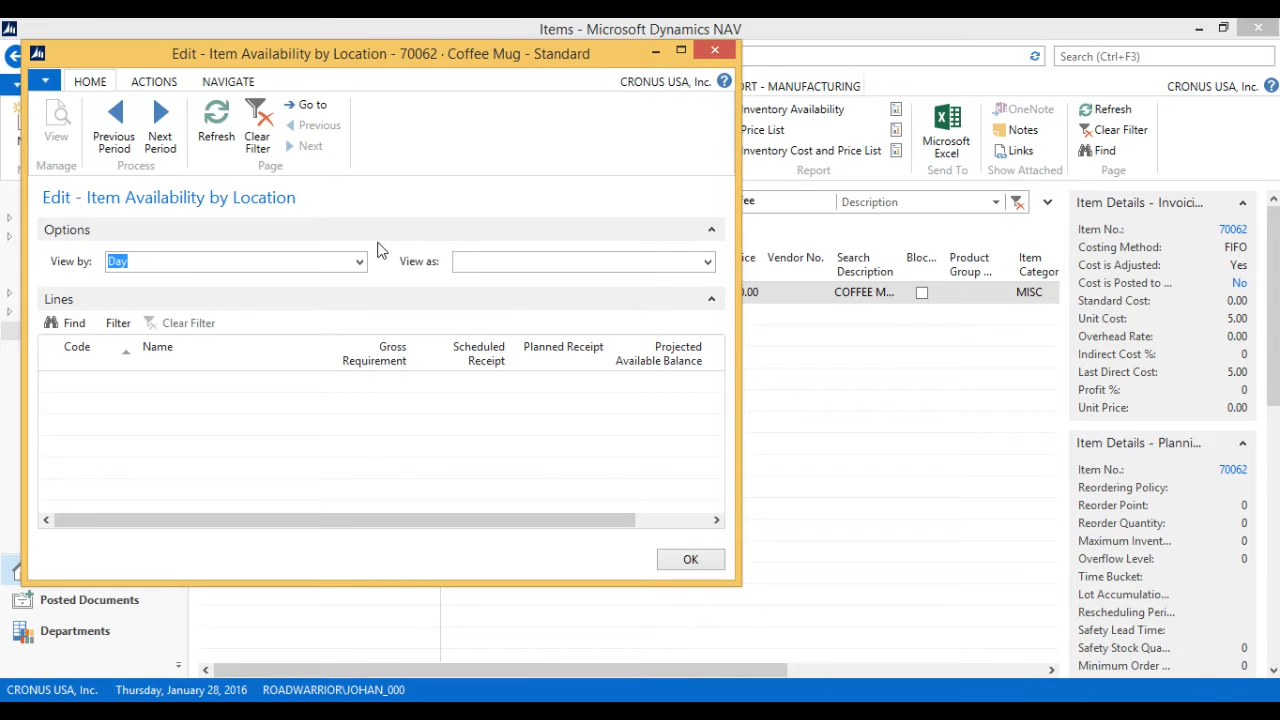 Items - Microsoft Dynamics NAV
Edit - Item Availability by Location - 70062 · Coffee Mug - Standard
HOME ACTIONS NAVIGATE CRONUS USA, Inc.
View
Previous Period
Next Period
Refresh
Clear Filter
Go to
Previous
Next
Manage Process Page
Edit - Item Availability by Location
Options
View by: Day View as:
Lines
Find Filter Clear Filter
Code Name Gross Requirement Scheduled Receipt Planned Receipt Projected Available Balance
OK
Search (Ctrl+F3)
ORT - MANUFACTURING CRONUS USA, Inc.
nventory Availability
Price List
nventory Cost and Price List
Report
Microsoft Excel
Send To
OneNote
Notes
Links
Show Attached
Refresh
Clear Filter
Find
Page
fee Description
ice Vendor No. Search Description Bloc... Product Group ... Item Categor
0.00 COFFEE M... MISC
Item Details - Invoici...
Item No.: 70062
Costing Method: FIFO
Cost is Adjusted: Yes
Cost is Posted to ... No
Standard Cost: 0.00
Unit Cost: 5.00
Overhead Rate: 0.00
Indirect Cost %: 0
Last Direct Cost: 5.00
Profit %: 0
Unit Price: 0.00
Item Details - Planni...
Item No.: 70062
Reordering Policy:
Reorder Point: 0
Reorder Quantity: 0
Maximum Invent... 0
Overflow Level: 0
Time Bucket:
Lot Accumulatio...
Rescheduling Peri...
Safety Lead Time:
Safety Stock Qua... 0
Minimum Order ... 0
Posted Documents
Departments
CRONUS USA, Inc. Thursday, January 28, 2016 ROADWARRIOR\JOHAN_000